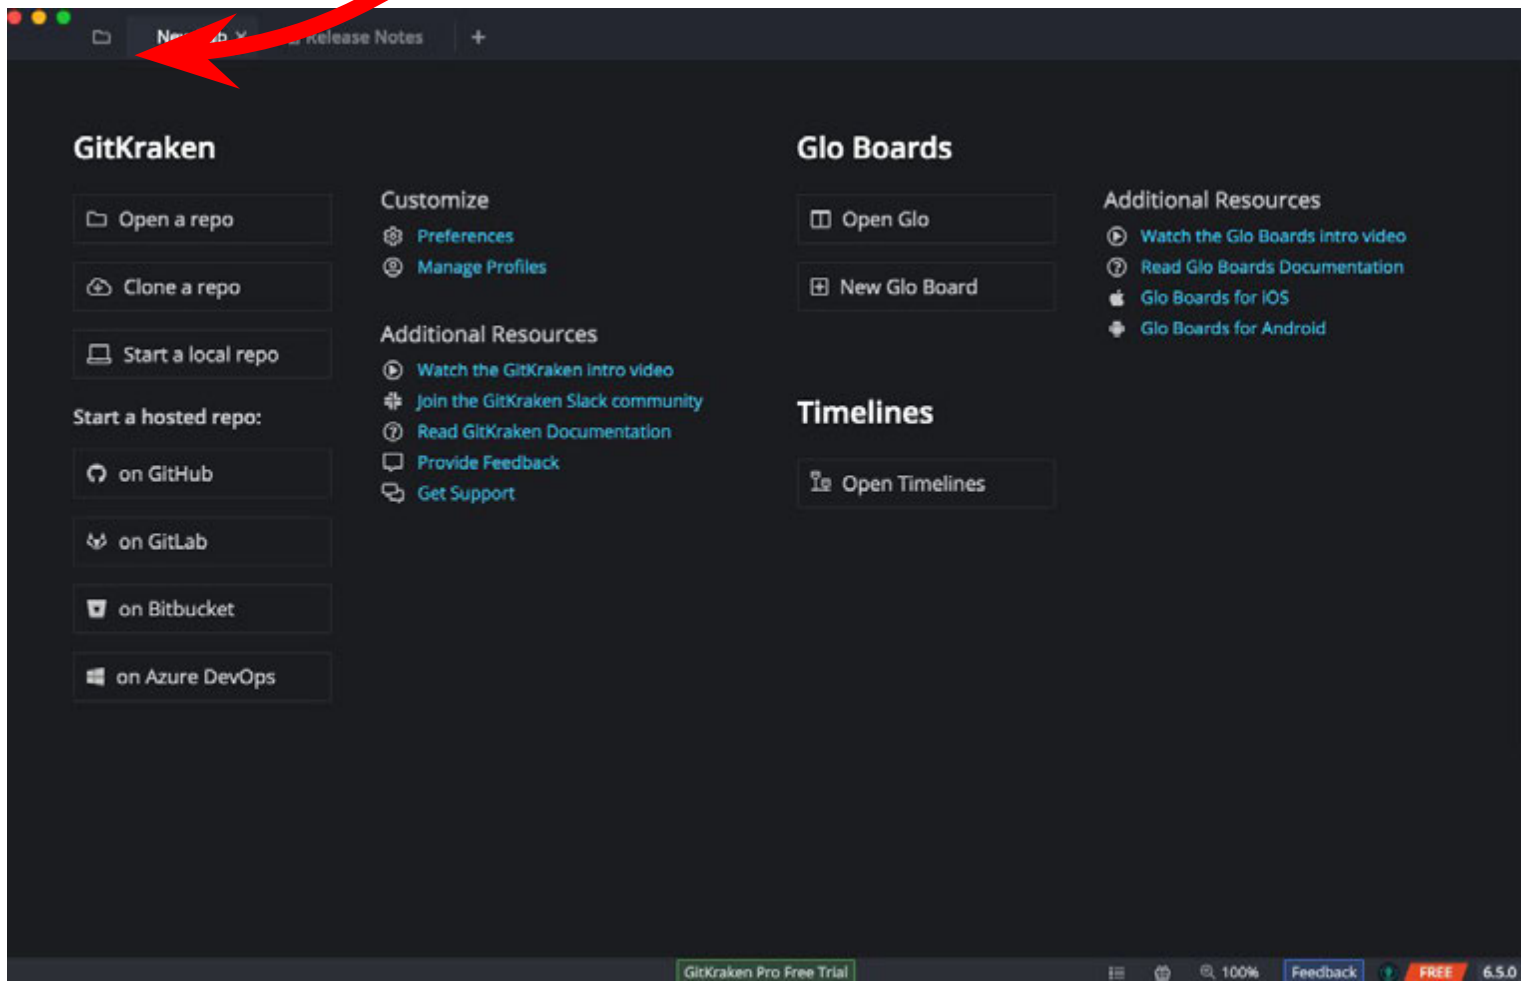 Release Notes
GitKraken
Open a repo
Clone a repo
Start a local repo
Start a hosted repo:
on GitHub
on GitLab
on Bitbucket
on Azure DevOps
Customize
Preferences
Manage Profiles
Additional Resources
Watch the GitKraken intro video
Join the GitKraken Slack community
Read GitKraken Documentation
Provide Feedback
Get Support
Glo Boards
Open Glo
New Glo Board
Additional Resources
Watch the Glo Boards intro video
Read Glo Boards Documentation
Glo Boards for iOS
Glo Boards for Android
Timelines
Open Timelines
GitKraken Pro Free Trial
100%
Feedback
FREE
6.5.0